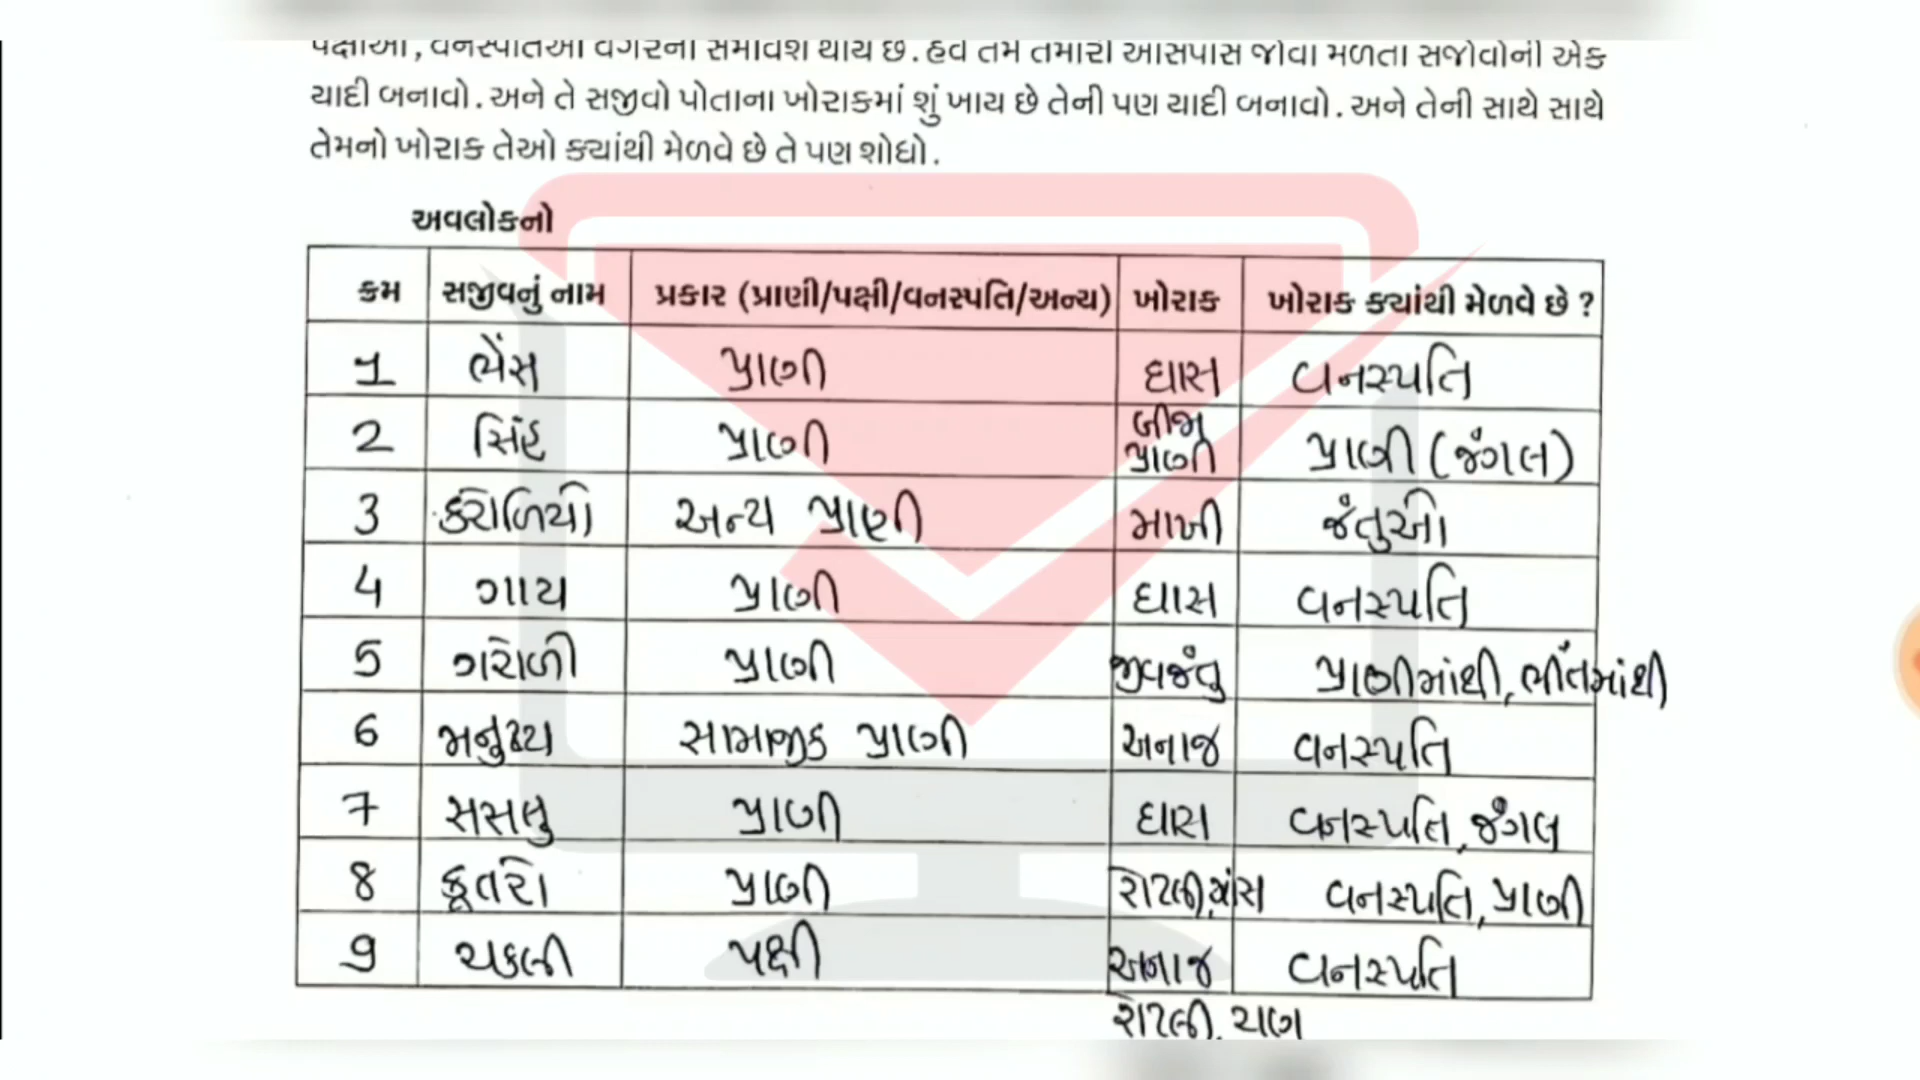 પક્ષીઓ, વનસ્પતિઓ વગેરેનો સમાવેશ થાય છે. હવે તમે તમારી આસપાસ જોવા મળતા સજીવોની એક
યાદી બનાવો. અને તે સજીવો પોતાના ખોરાકમાં શું ખાય છે તેની પણ યાદી બનાવો. અને તેની સાથે સાથે
તેમનો ખોરાક તેઓ ક્યાંથી મેળવે છે તે પણ શોધો.
અવલોકનો
ક્રમ સજીવનું નામ પ્રકાર (પ્રાણી/પક્ષી/વનસ્પતિ/અન્ય) ખોરાક ખોરાક ક્યાંથી મેળવે છે ?
1 ભેંસ પ્રાણી ઘાસ વનસ્પતિ
2 સિંહ પ્રાણી બીજા પ્રાણી પ્રાણી (જંગલ)
3 કરોળિયો અન્ય પ્રાણી માખી જંતુઓ
4 ગાય પ્રાણી ઘાસ વનસ્પતિ
5 ગરોળી પ્રાણી જીવજંતુ પ્રાણીમાંથી, ભીંતમાંથી
6 મનુષ્ય સામાજીક પ્રાણી અનાજ વનસ્પતિ
7 સસલુ પ્રાણી ઘાસ વનસ્પતિ, જંગલ
8 કૂતરો પ્રાણી રોટલી, માંસ વનસ્પતિ, પ્રાણી
9 ચકલી પક્ષી અનાજ વનસ્પતિ
રોટલી, ચણ